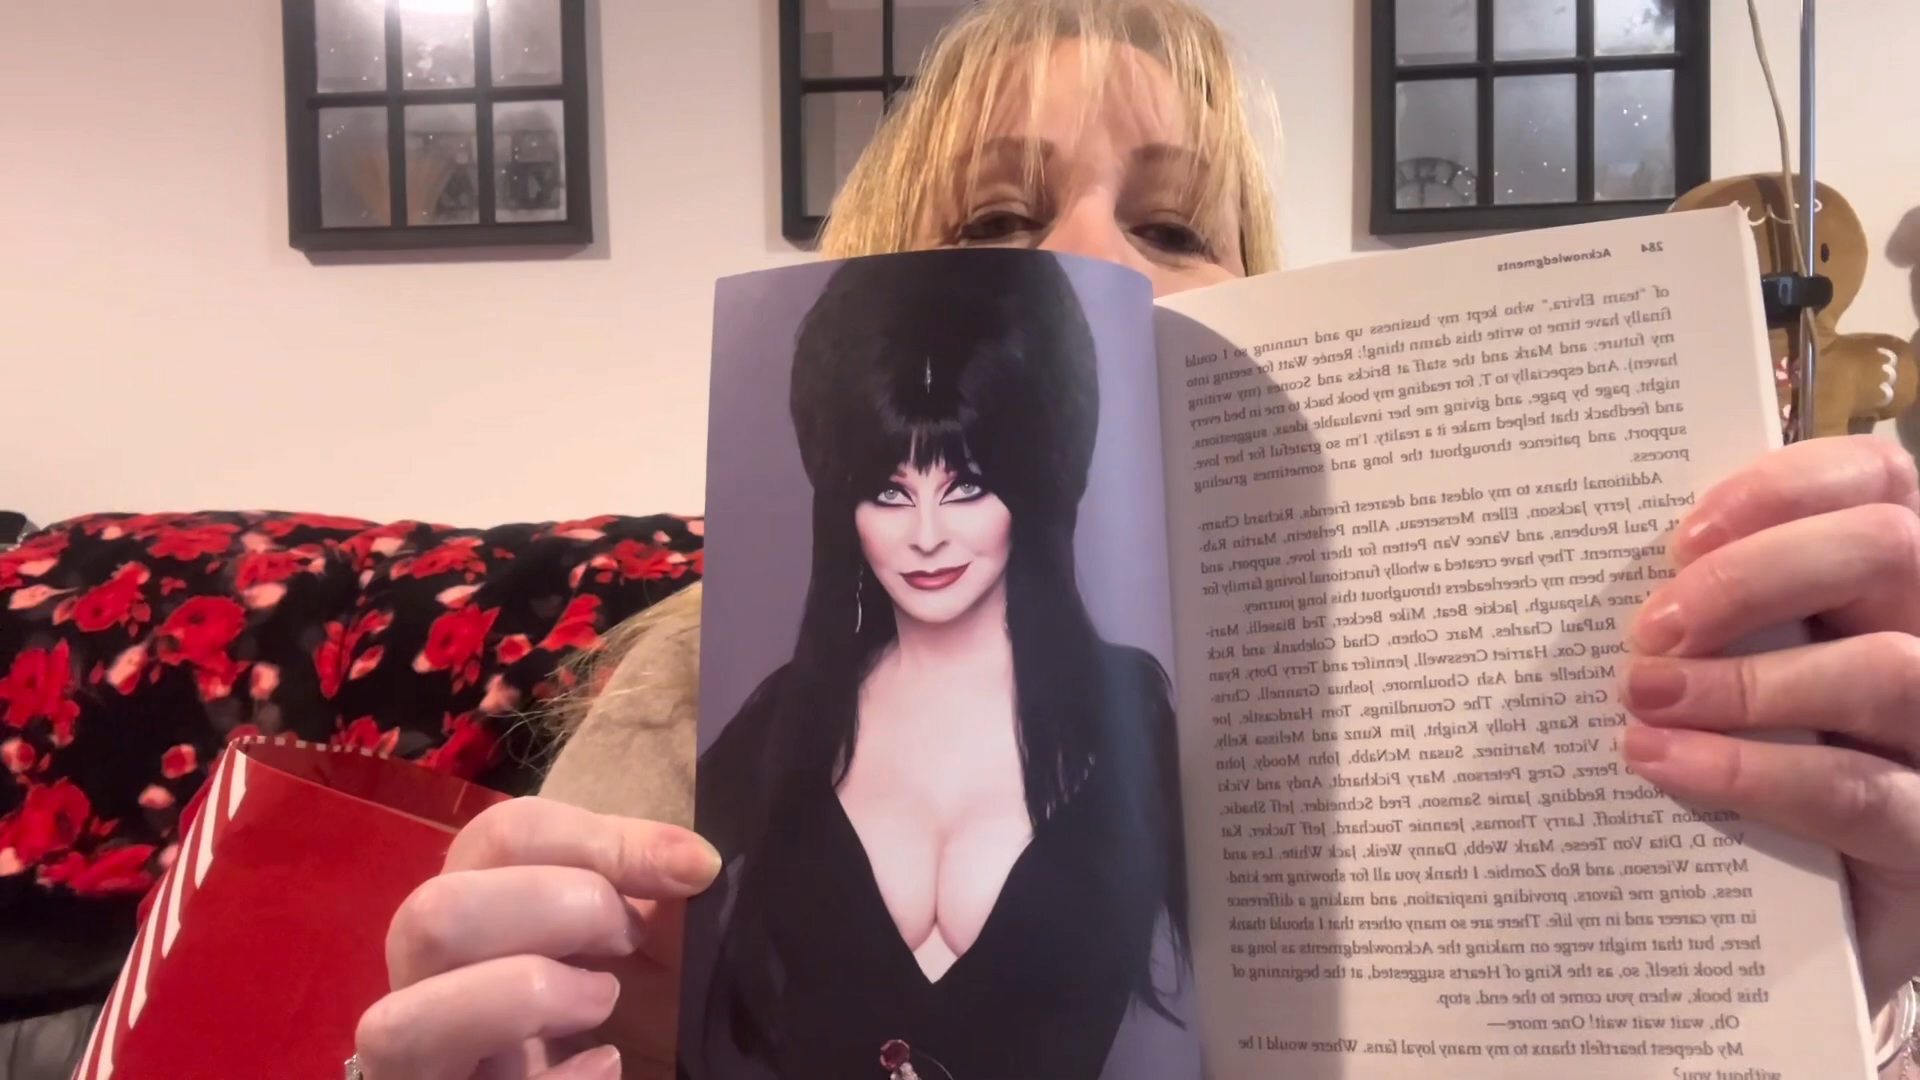 284 Acknowledgments
of "team Elvira," who kept my business up and running so I could
finally have time to write this damn thing!; Renée Watt for seeing into
my future; and Mark and the staff at Bricks and Scones (my writing
haven). And especially to T, for reading my book back to me in bed every
night, page by page, and giving me her invaluable ideas, suggestions,
and feedback that helped make it a reality. I'm so grateful for her love,
support, and patience throughout the long and sometimes grueling
process.
Additional thanx to my oldest and dearest friends, Richard Cham-
berlain, Jerry Jackson, Ellen Mersereau, Allen Perlstein, Martin Rab-
Paul Reubens, and Vance Van Petten for their love, support, and
They have created a wholly functional loving family for
and have been my cheerleaders throughout this long journey.
Alspaugh, Jackie Beat, Mike Becker, Ted Biaselli, Mari-
RuPaul Charles, Marc Cohen, Chad Colebank and Rick
Doug Cox, Harriet Cresswell, Jennifer and Terry Doty, Ryan
Michelle and Ash Ghoulmore, Joshua Grannell, Chris-
Gris Grimley, The Groundlings, Tom Hardcastle, Joe
Keira Kang, Holly Knight, Jim Kunz and Melissa Kelly,
Victor Martinez, Susan McNabb, John Moody, John
Perez, Greg Peterson, Mary Pickhardt, Andy and Vicki
Robert Redding, Jamie Samson, Fred Schneider, Jeff Shadic,
Brandon Tartikoff, Larry Thomas, Jeannie Touchard, Jeff Tucker, Kat
Von D, Dita Von Teese, Mark Webb, Danny Weik, Jack White, Les and
Myrna Wierson, and Rob Zombie. I thank you all for showing me kind-
ness, doing me favors, providing inspiration, and making a difference
in my career and in my life. There are so many others that I should thank
here, but that might verge on making the Acknowledgments as long as
the book itself, so, as the King of Hearts suggested, at the beginning of
this book, when you come to the end, stop.
Oh, wait wait wait! One more—
My deepest heartfelt thanx to my many loyal fans. Where would I be
without you?